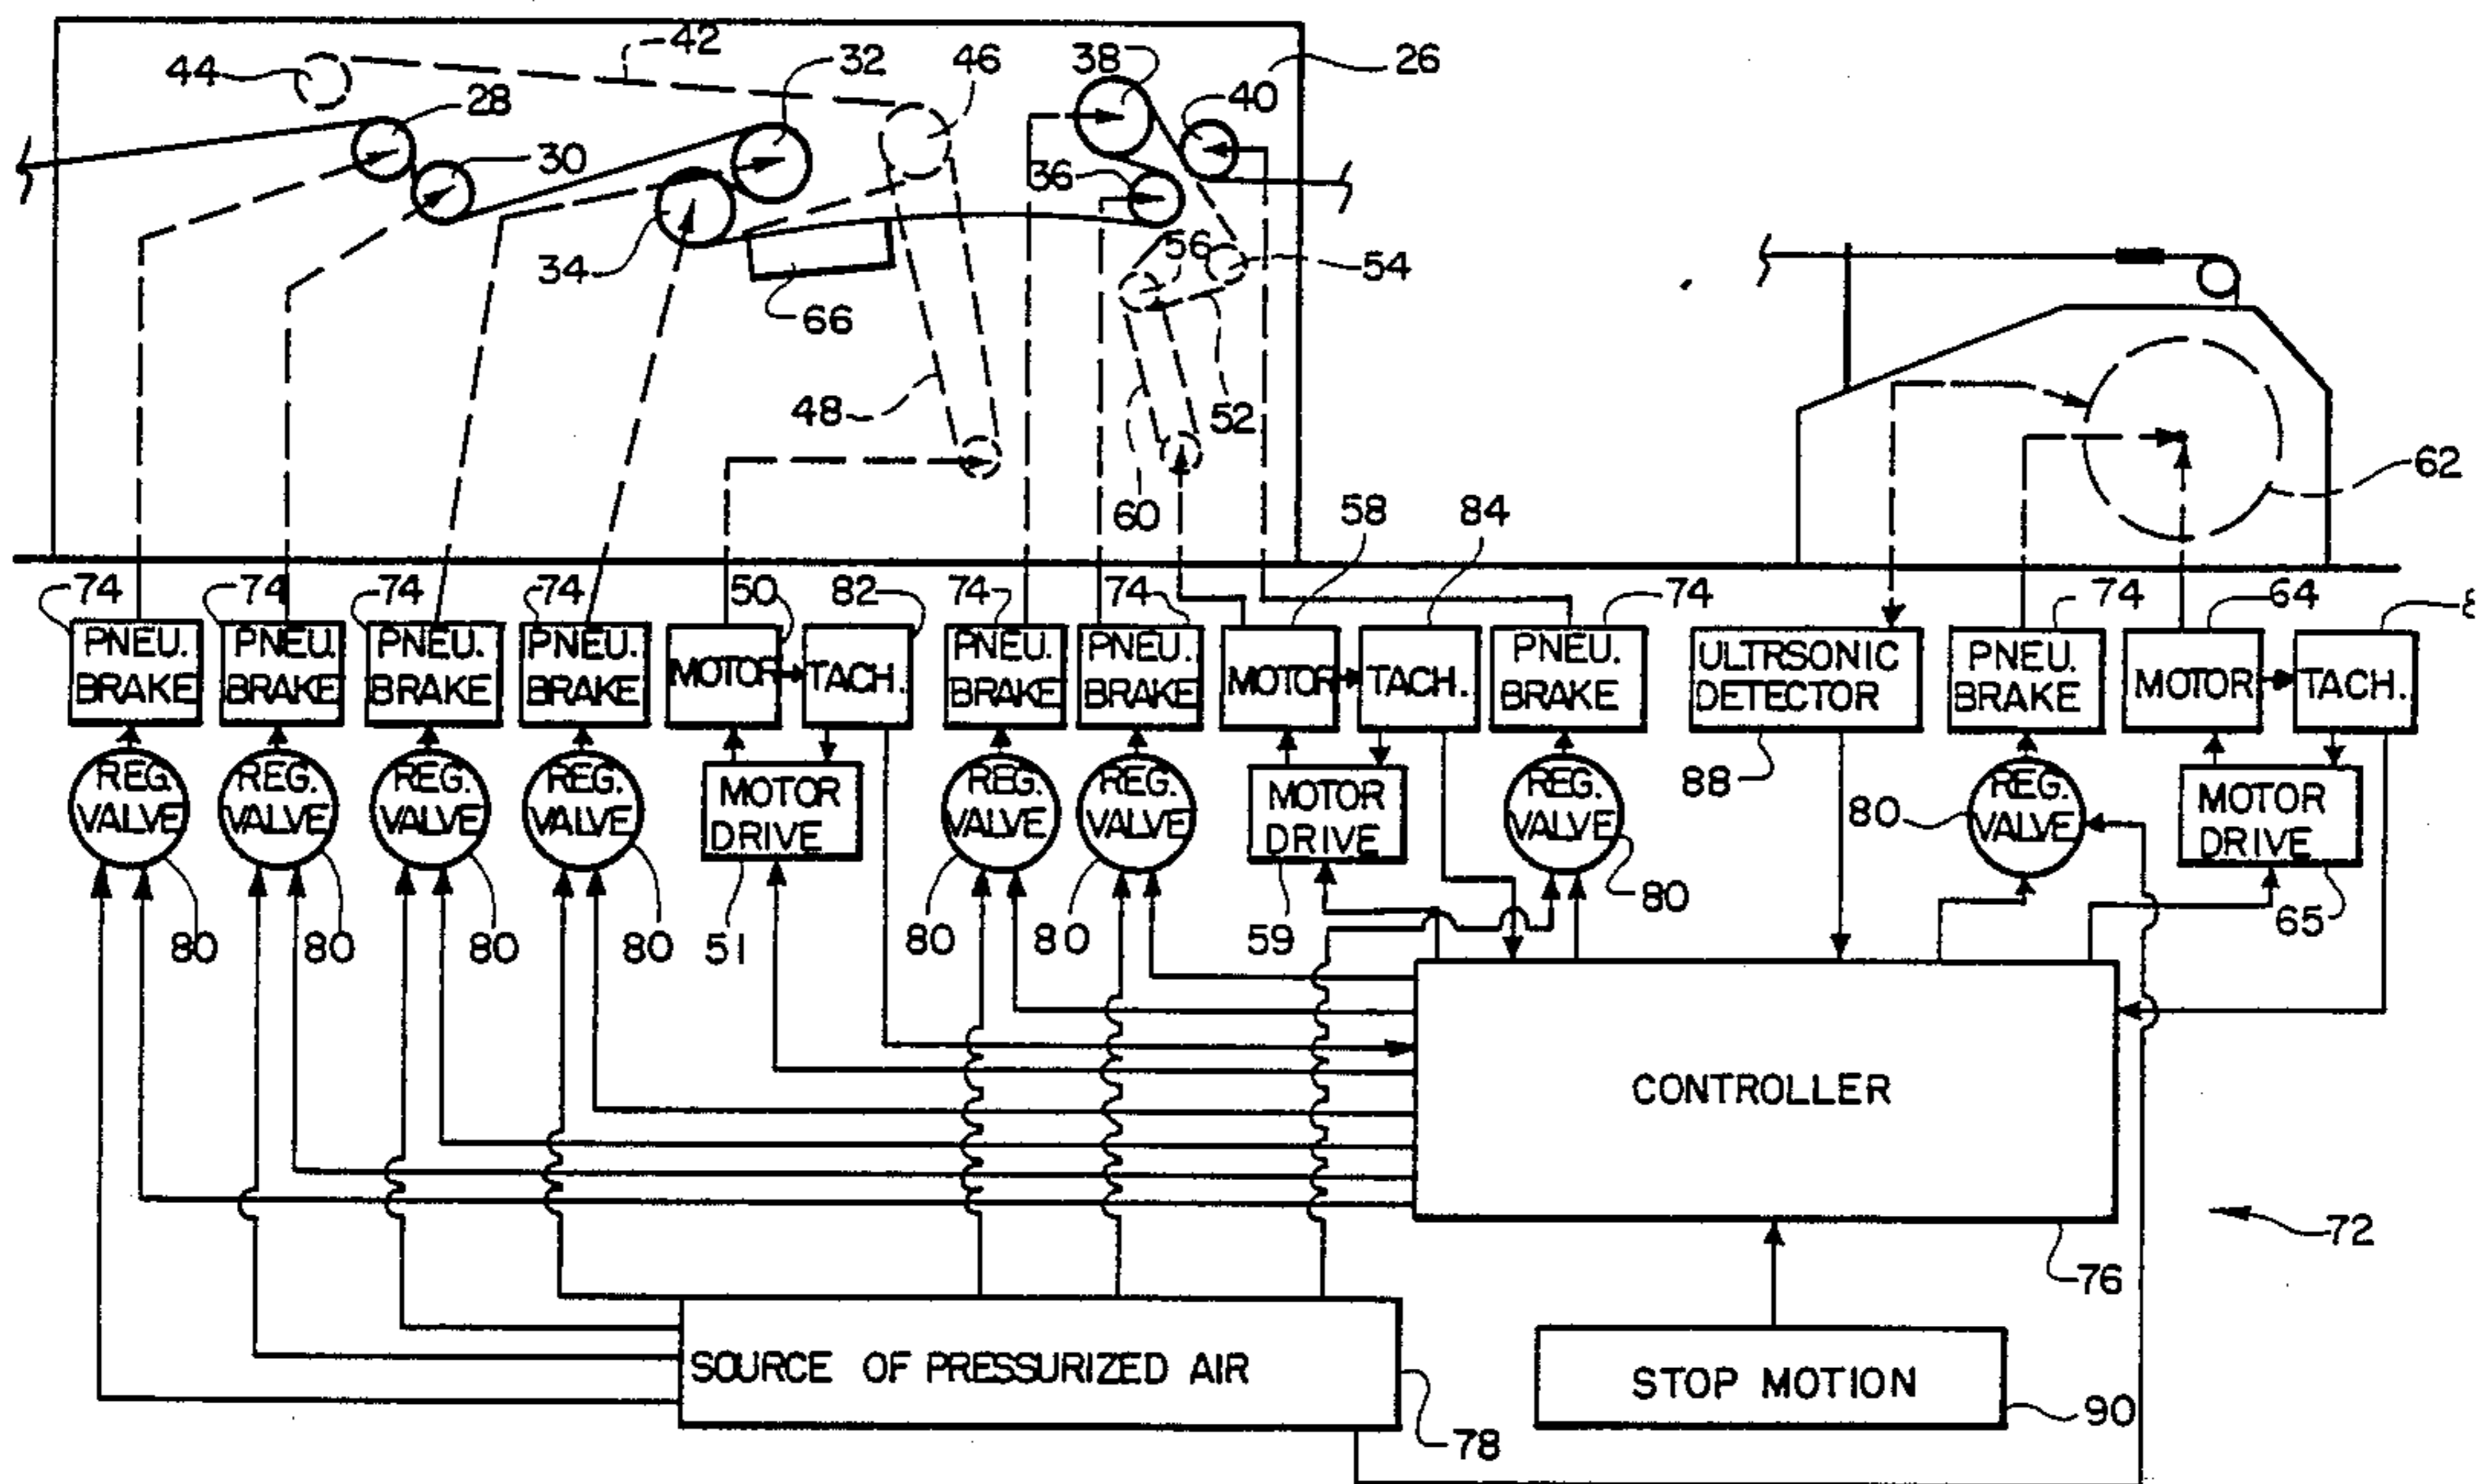 42
32
46
38
26
44
28
40
30
36
34
56
54
66
48
52
62
60
58
84
74
74
74
74
50
82
74
74
74
74
64
8
PNEU. BRAKE
PNEU. BRAKE
PNEU. BRAKE
PNEU. BRAKE
MOTOR
TACH.
PNEU. BRAKE
PNEU. BRAKE
MOTOR
TACH.
PNEU. BRAKE
ULTRSONIC DETECTOR
PNEU. BRAKE
MOTOR
TACH.
REG. VALVE
REG. VALVE
REG. VALVE
REG. VALVE
MOTOR DRIVE
REG. VALVE
REG. VALVE
MOTOR DRIVE
REG. VALVE
88
80
REG. VALVE
MOTOR DRIVE
80
80
80
80
51
80
80
59
80
65
CONTROLLER
72
76
SOURCE OF PRESSURIZED AIR
STOP MOTION
78
90